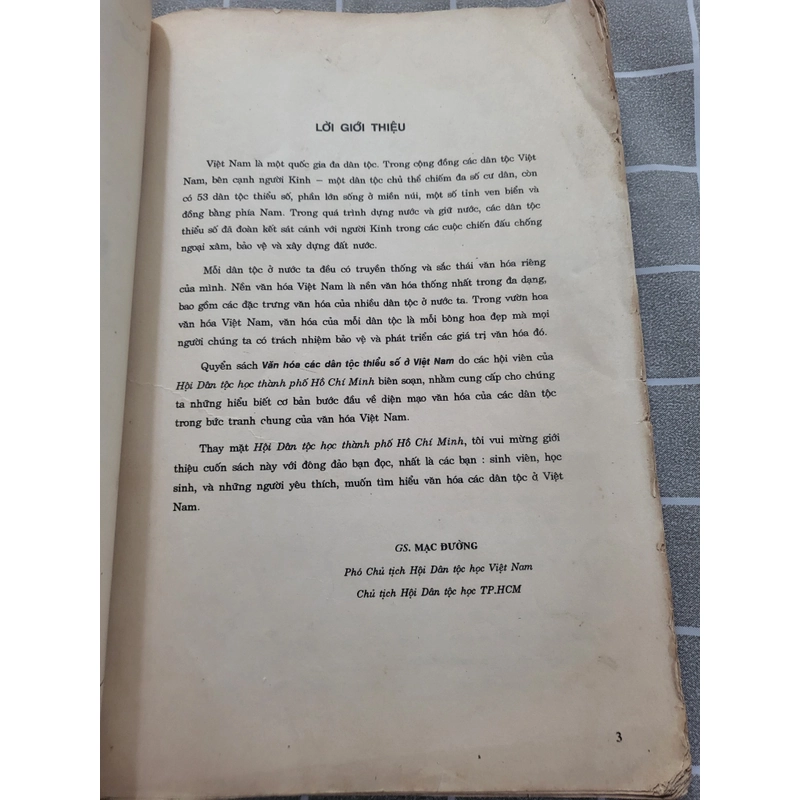 LỜI GIỚI THIỆU
Việt Nam là một quốc gia đa dân tộc. Trong cộng đồng các dân tộc Việt
Nam, bên cạnh người Kinh – một dân tộc chủ thể chiếm đa số cư dân, còn
có 53 dân tộc thiểu số, phần lớn sống ở miền núi, một số tỉnh ven biển và
đồng bằng phía Nam. Trong quá trình dựng nước và giữ nước, các dân tộc
thiểu số đã đoàn kết sát cánh với người Kinh trong các cuộc chiến đấu chống
ngoại xâm, bảo vệ và xây dựng đất nước.
Mỗi dân tộc ở nước ta đều có truyền thống và sắc thái văn hóa riêng
của mình. Nền văn hóa Việt Nam là nền văn hóa thống nhất trong đa dạng,
bao gồm các đặc trưng văn hóa của nhiều dân tộc ở nước ta. Trong vườn hoa
văn hóa Việt Nam, văn hóa của mỗi dân tộc là mỗi bông hoa đẹp mà mọi
người chúng ta có trách nhiệm bảo vệ và phát triển các giá trị văn hóa đó.
Quyển sách Văn hóa các dân tộc thiểu số ở Việt Nam do các hội viên của
Hội Dân tộc học thành phố Hồ Chí Minh biên soạn, nhằm cung cấp cho chúng
ta những hiểu biết cơ bản bước đầu về diện mạo văn hóa của các dân tộc
trong bức tranh chung của văn hóa Việt Nam.
Thay mặt Hội Dân tộc học thành phố Hồ Chí Minh, tôi vui mừng giới
thiệu cuốn sách này với đông đảo bạn đọc, nhất là các bạn : sinh viên, học
sinh, và những người yêu thích, muốn tìm hiểu văn hóa các dân tộc ở Việt
Nam.
GS. MẠC ĐƯỜNG
Phó Chủ tịch Hội Dân tộc học Việt Nam
Chủ tịch Hội Dân tộc học TP.HCM
3